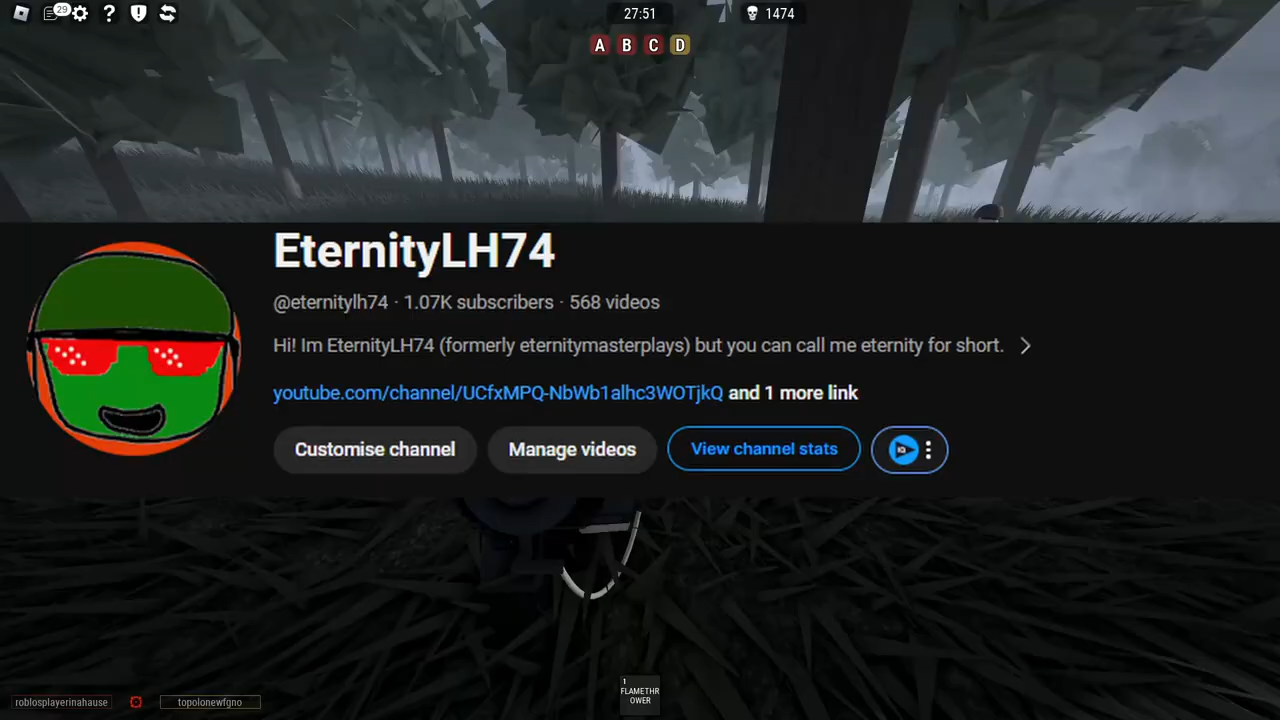 29
27:51
1474
A B C D
EternityLH74
@eternitylh74 · 1.07K subscribers · 568 videos
Hi! Im EternityLH74 (formerly eternitymasterplays) but you can call me eternity for short.
youtube.com/channel/UCfxMPQ-NbWb1alhc3WOTjkQ and 1 more link
Customise channel Manage videos View channel stats IQ
1
FLAMETHR
OWER
roblosplayerinahause topolonewfgno